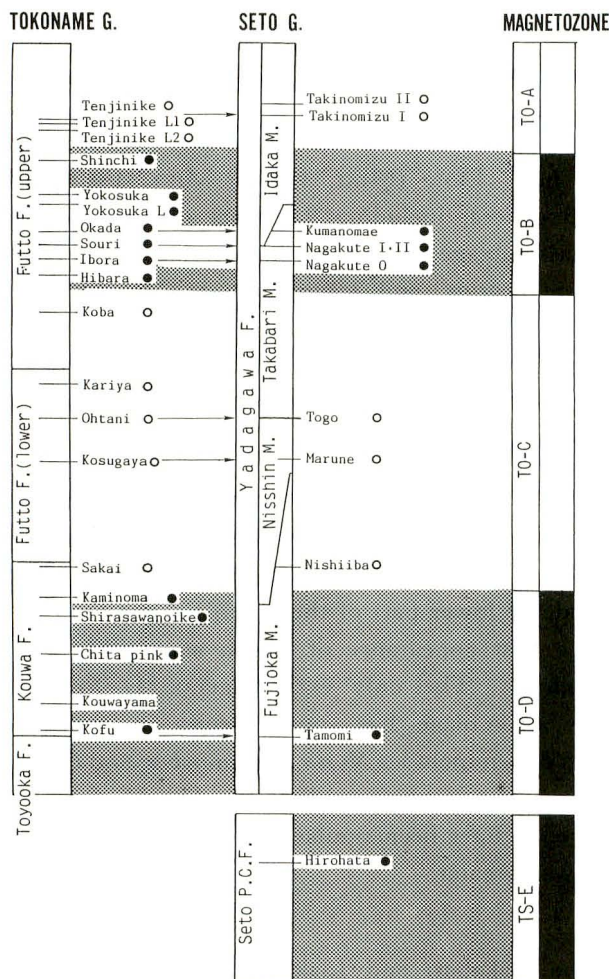 TOKONAME G.
SETO G.
MAGNETOZONE
Futto F.(upper)
Futto F.(lower)
Kouwa F.
Toyooka F.
Tenjinike
Tenjinike L1
Tenjinike L2
Shinchi
Yokosuka
Yokosuka L
Okada
Souri
Ibora
Hibara
Koba
Kariya
Ohtani
Kosugaya
Sakai
Kaminoma
Shirasawanoike
Chita pink
Kouwayama
Kofu
Yadagawa F.
Idaka M.
Takabari M.
Nisshin M.
Fujioka M.
Seto P.C.F.
Takinomizu II
Takinomizu I
Kumanomae
Nagakute I·II
Nagakute O
Togo
Marune
Nishiiba
Tamomi
Hirohata
TO-A
TO-B
TO-C
TO-D
TS-E